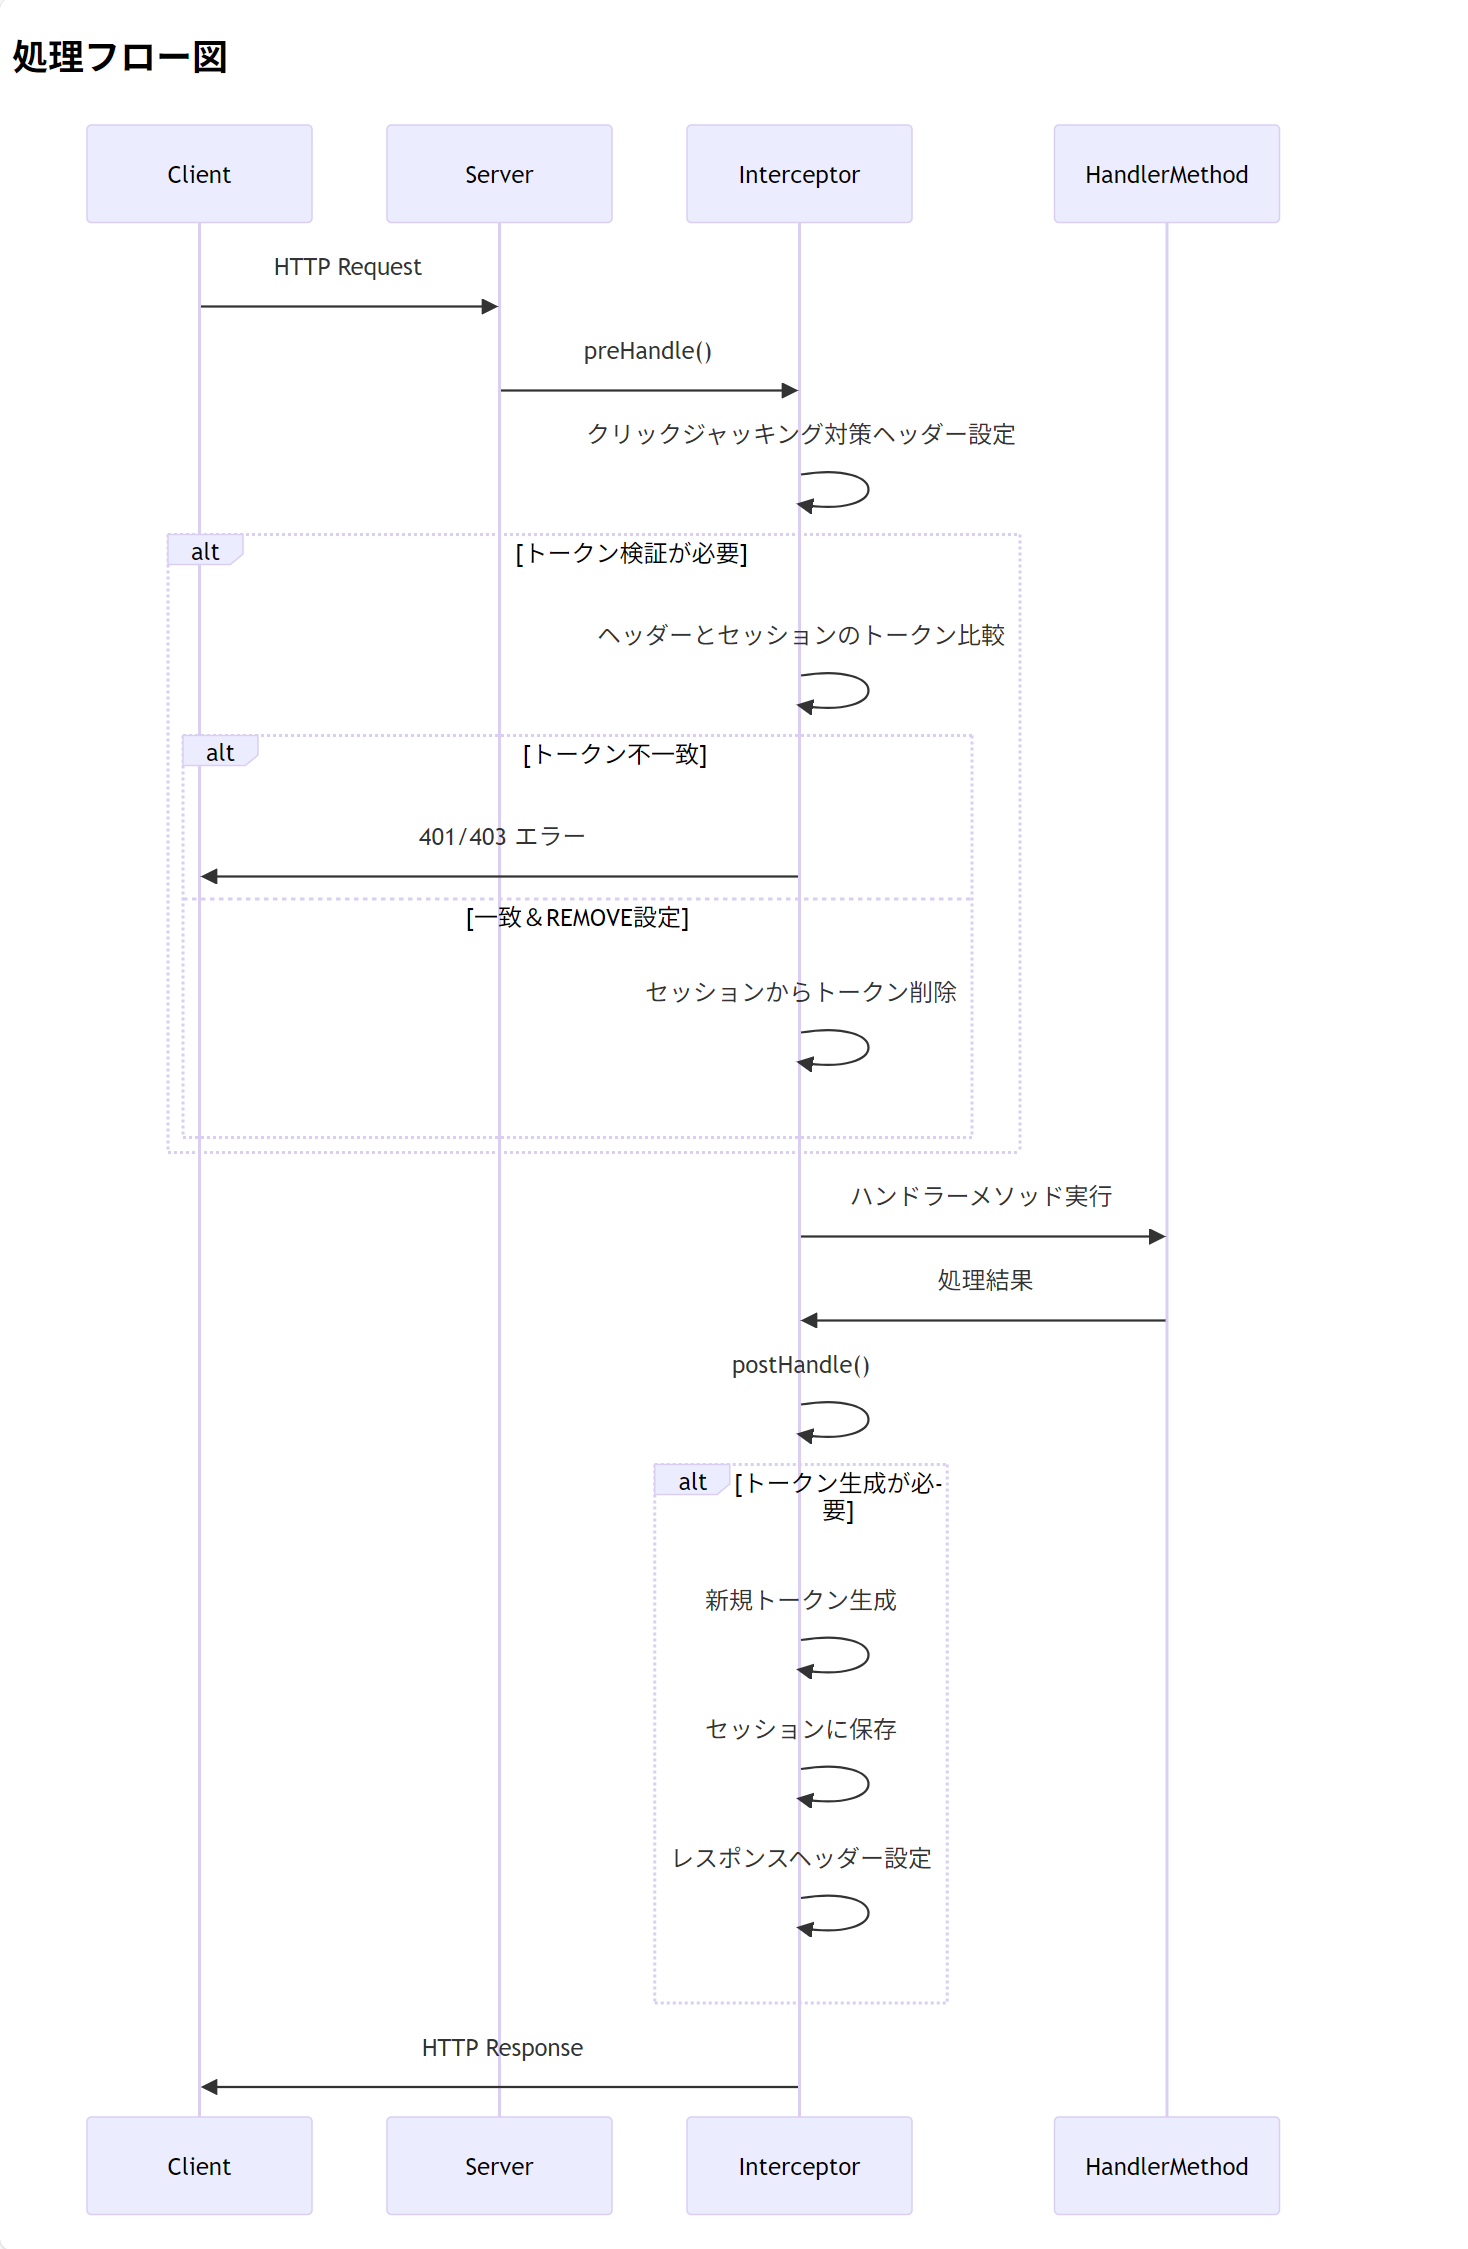 処理フロー図
Client
Server
Interceptor
HandlerMethod
HTTP Request
preHandle()
クリックジャッキング対策ヘッダー設定
alt
[トークン検証が必要]
ヘッダーとセッションのトークン比較
alt
[トークン不一致]
401/403 エラー
[一致＆REMOVE設定]
セッションからトークン削除
ハンドラーメソッド実行
処理結果
postHandle()
alt
[トークン生成が必-
要]
新規トークン生成
セッションに保存
レスポンスヘッダー設定
HTTP Response
Client
Server
Interceptor
HandlerMethod